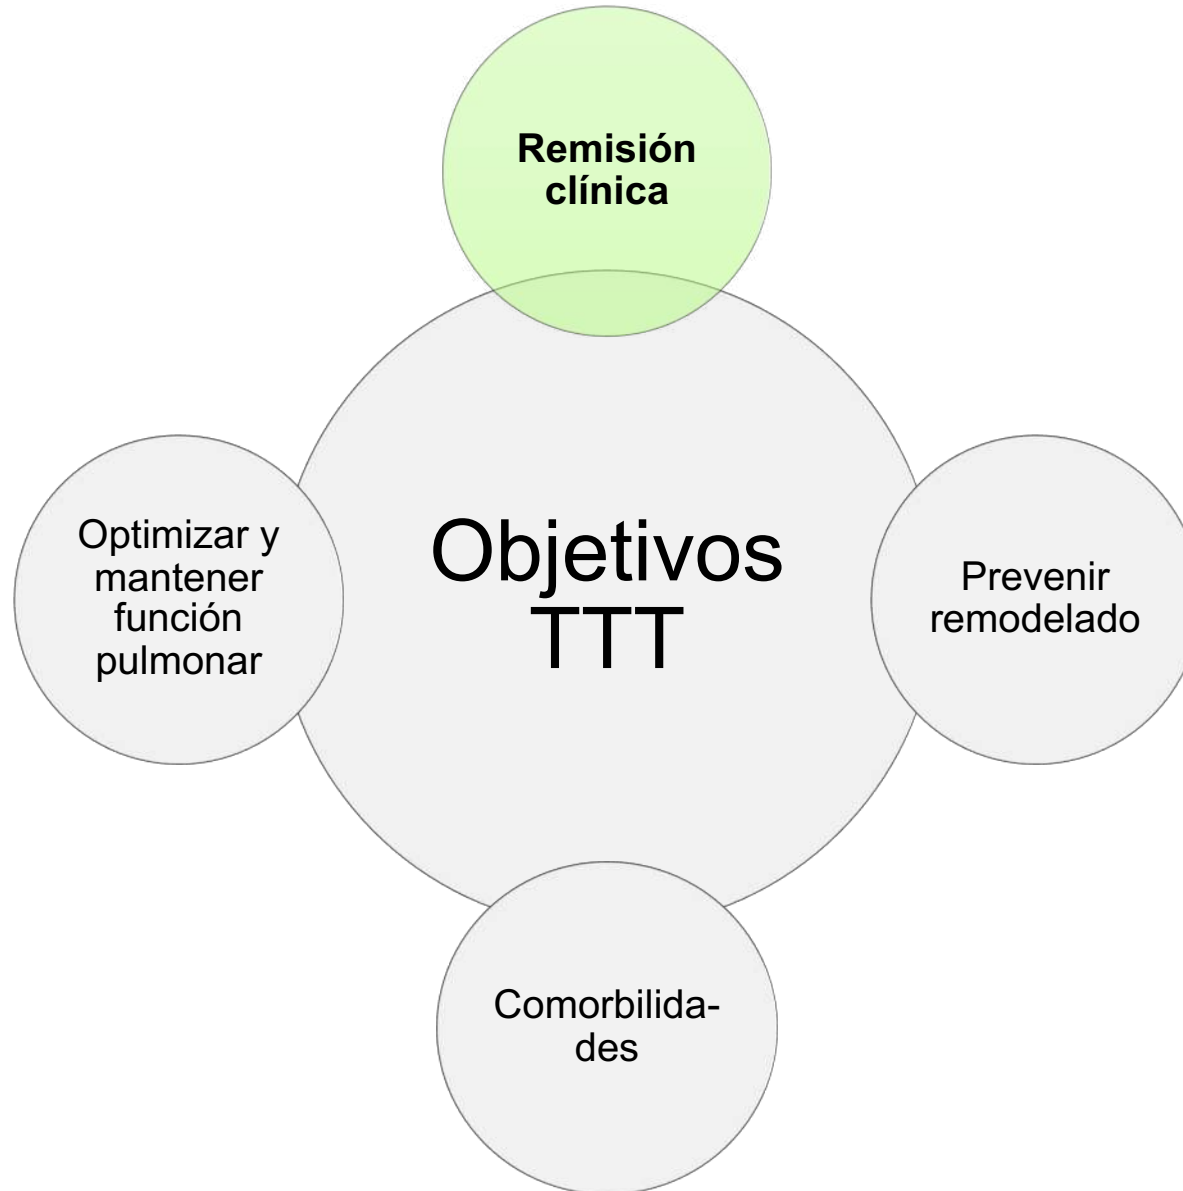 Remisión
clínica
Optimizar y
mantener
función
pulmonar
Objetivos
TTT
Prevenir
remodelado
Comorbilida-
des